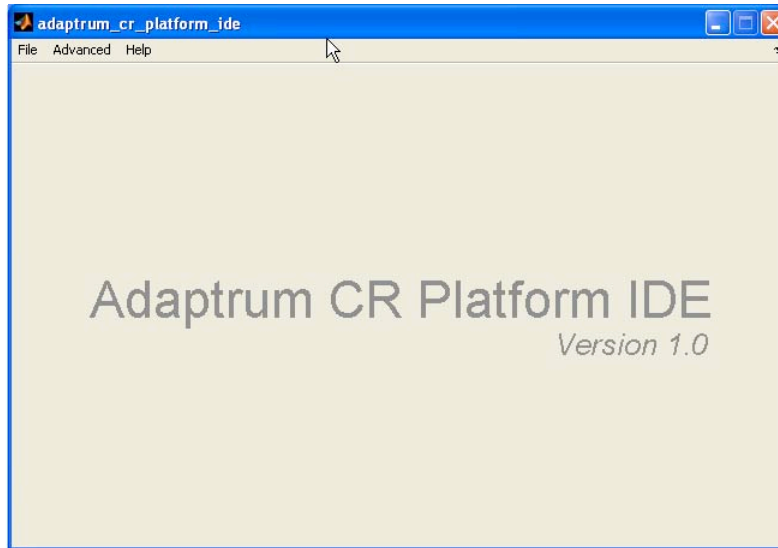 adaptrum_cr_platform_ide
File Advanced Help
Adaptrum CR Platform IDE
Version 1.0